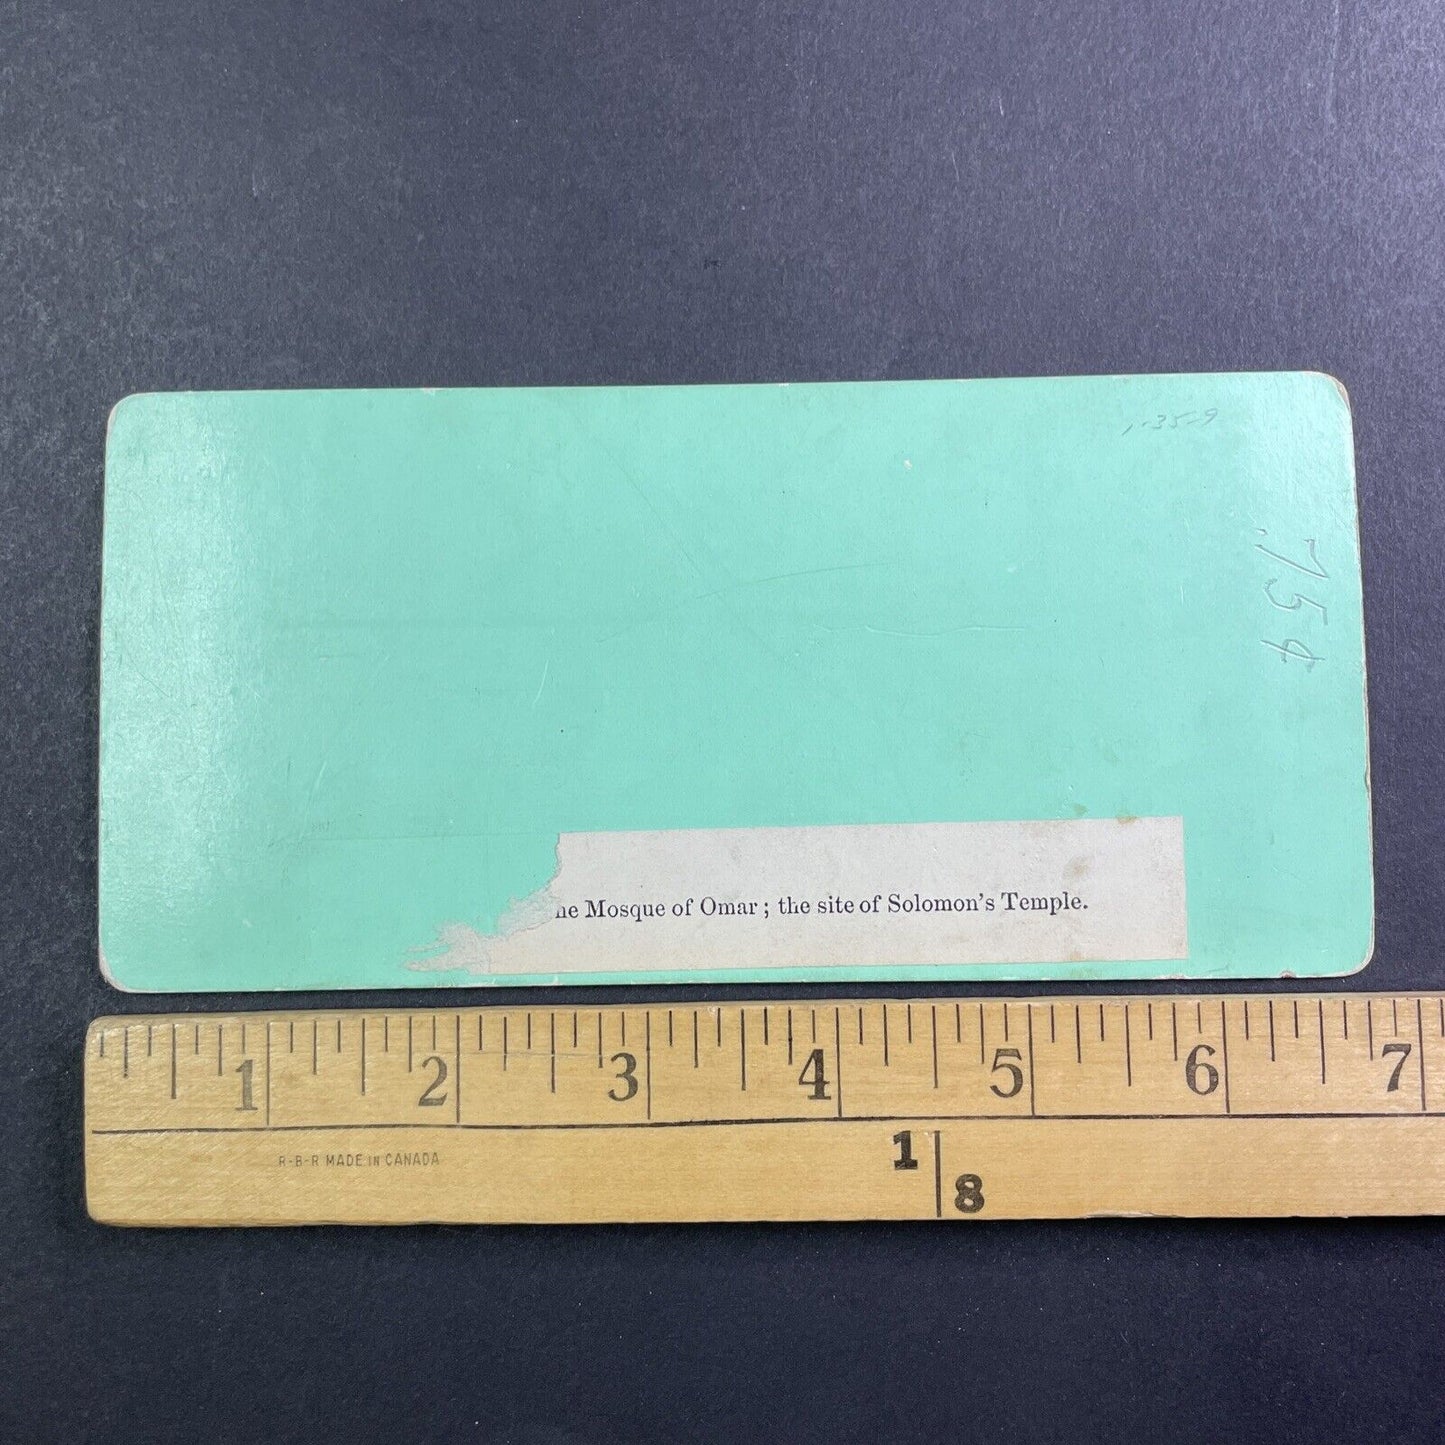 1-35-9
.75¢
he Mosque of Omar; the site of Solomon's Temple.
1 2 3 4 5 6 7
R-B-R MADE IN CANADA
1
8